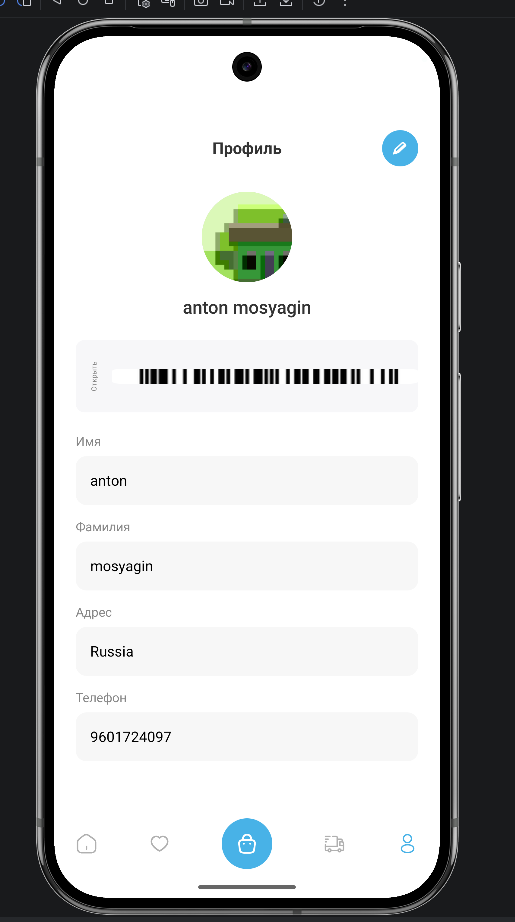 Профиль
anton mosyagin
Открыть
Имя
anton
Фамилия
mosyagin
Адрес
Russia
Телефон
9601724097